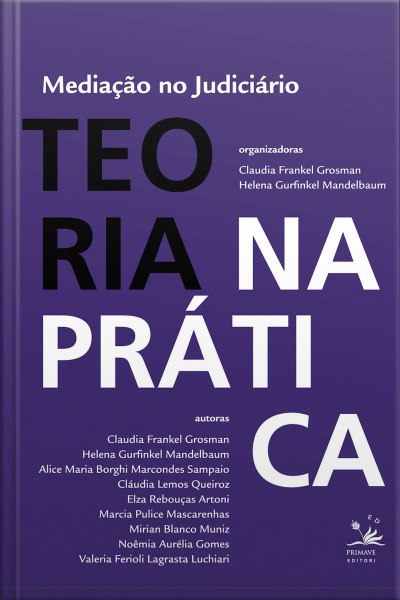 Mediação no Judiciário
TEO
RIA NA
PRÁTI
CA
organizadoras
Claudia Frankel Grosman
Helena Gurfinkel Mandelbaum
autoras
Claudia Frankel Grosman
Helena Gurfinkel Mandelbaum
Alice Maria Borghi Marcondes Sampaio
Cláudia Lemos Queiroz
Elza Rebouças Artoni
Marcia Pulice Mascarenhas
Mirian Blanco Muniz
Noêmia Aurélia Gomes
Valeria Ferioli Lagrasta Luchiari
ED
PRIMAVE
EDITORI